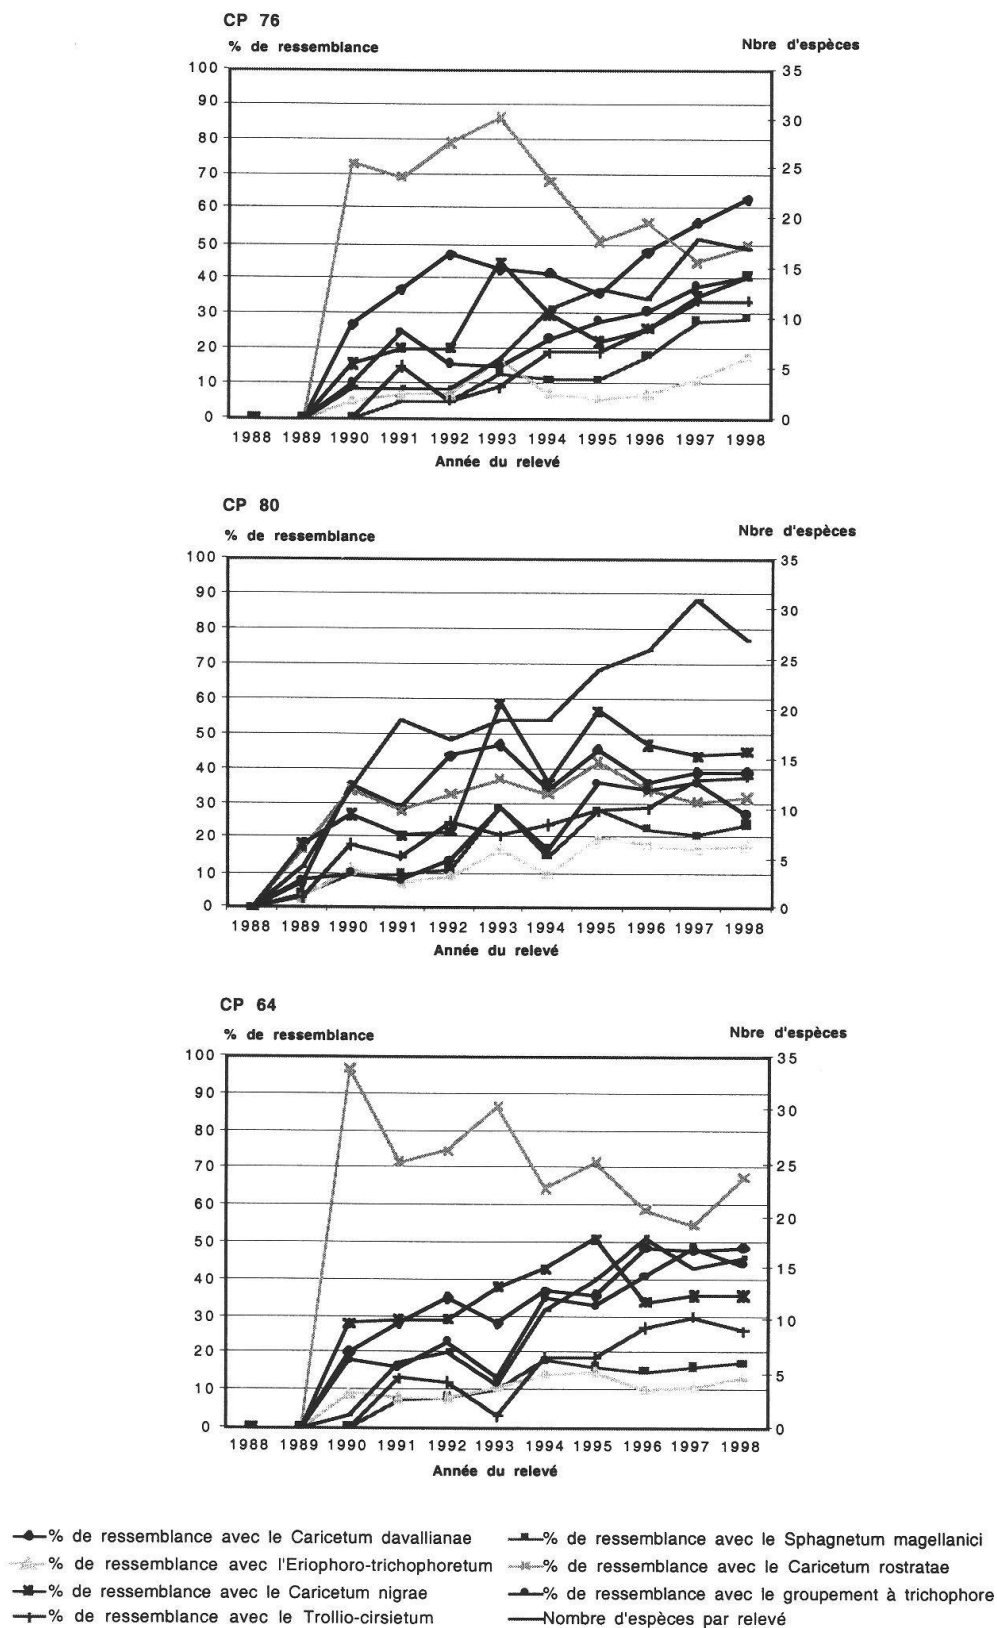 CP 76
% de ressemblance Nbre d'espèces
100 35
90
80 30
70 25
60 20
50
40 15
30 10
20
10 5
0 0
1988 1989 1990 1991 1992 1993 1994 1995 1996 1997 1998
Année du relevé
CP 80
% de ressemblance Nbre d'espèces
100 35
90
80 30
70 25
60 20
50
40 15
30 10
20
10 5
0 0
1988 1989 1990 1991 1992 1993 1994 1995 1996 1997 1998
Année du relevé
CP 64
% de ressemblance Nbre d'espèces
100 35
90
80 30
70 25
60 20
50
40 15
30 10
20
10 5
0 0
1988 1989 1990 1991 1992 1993 1994 1995 1996 1997 1998
Année du relevé
% de ressemblance avec le Caricetum davallianae % de ressemblance avec le Sphagnetum magellanici
% de ressemblance avec l'Eriophoro-trichophoretum % de ressemblance avec le Caricetum rostratae
% de ressemblance avec le Caricetum nigrae % de ressemblance avec le groupement à trichophore
% de ressemblance avec le Trollio-cirsietum Nombre d'espèces par relevé